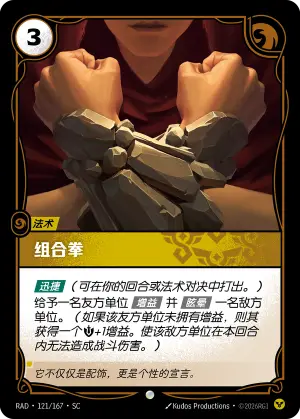 3
法术
组合拳
迅捷（可在你的回合或法术对决中打出。）
给予一名友方单位 增益 并 眩晕 一名敌方
单位。（如果该友方单位未拥有增益，则其
获得一个+1增益。使该敌方单位在本回合
内无法造成战斗伤害。）
它不仅仅是配饰，更是个性的宣言。
RAD • 121/167 • SC
Kudos Productions • ©2026RGI